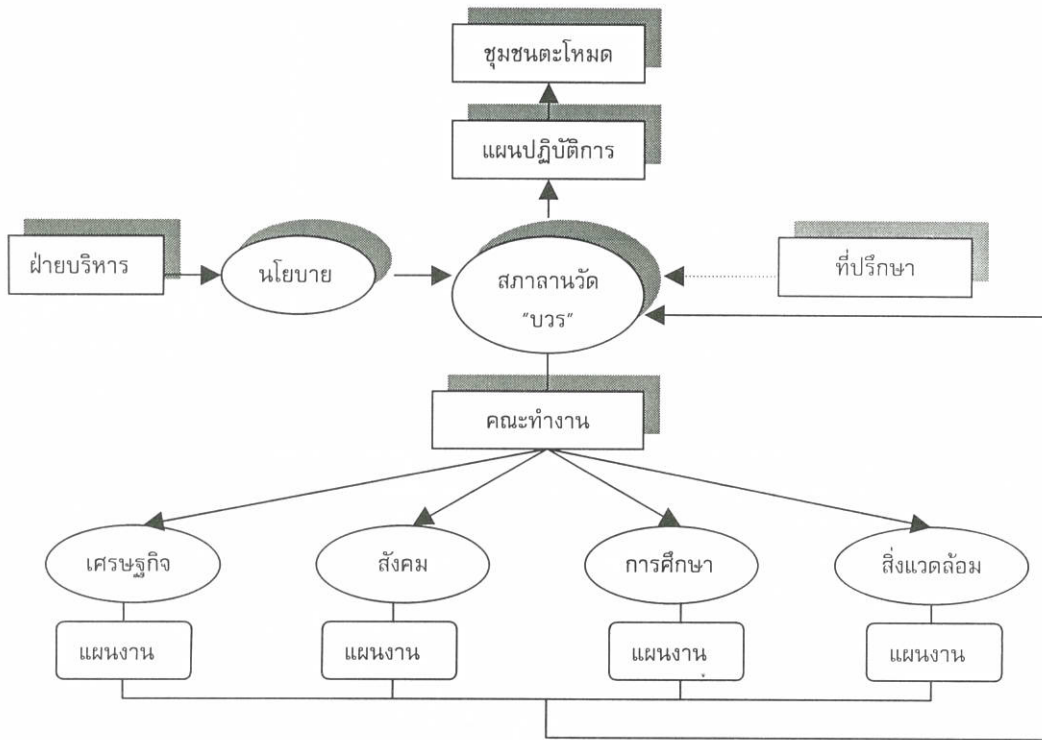 ชุมชนตะโหมด
แผนปฏิบัติการ
ฝ่ายบริหาร
นโยบาย
สภาลานวัด
"บวร"
ที่ปรึกษา
คณะทำงาน
เศรษฐกิจ
สังคม
การศึกษา
สิ่งแวดล้อม
แผนงาน
แผนงาน
แผนงาน
แผนงาน